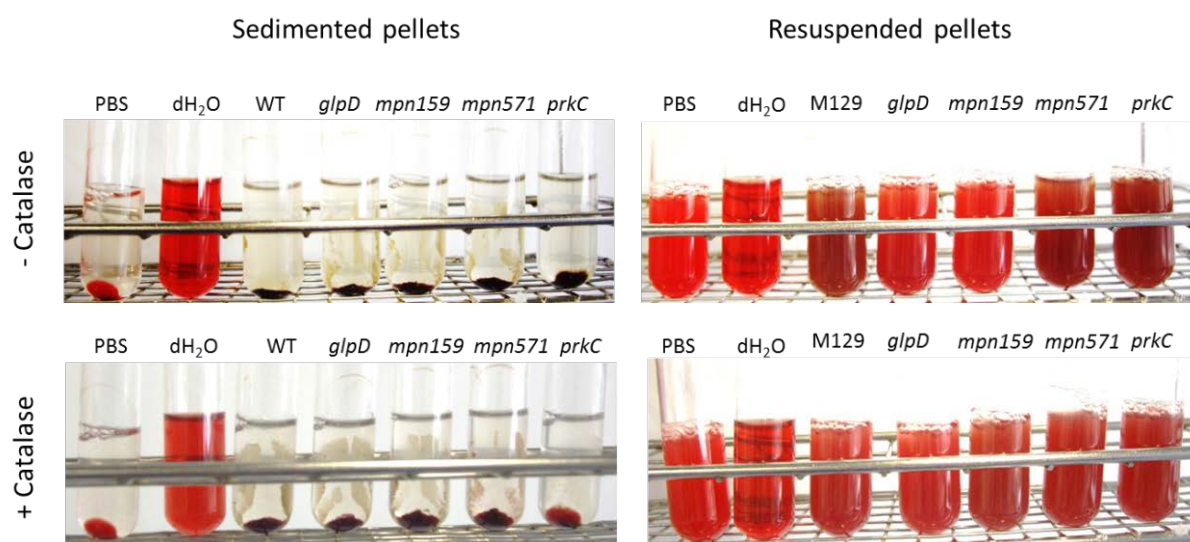 Sedimented pellets
Resuspended pellets
PBS dH₂O WT glpD mpn159 mpn571 prkC
PBS dH₂O M129 glpD mpn159 mpn571 prkC
- Catalase
PBS dH₂O WT glpD mpn159 mpn571 prkC
PBS dH₂O M129 glpD mpn159 mpn571 prkC
+ Catalase